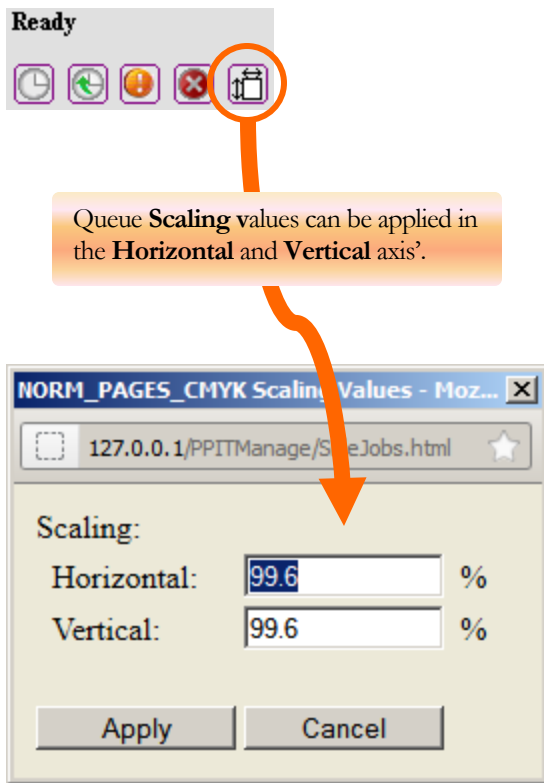 Ready
Queue Scaling values can be applied in
the Horizontal and Vertical axis'.
NORM_PAGES_CMYK Scaling Values - Moz...
127.0.0.1/PPITManage/S eJobs.html
Scaling:
Horizontal: 99.6 %
Vertical: 99.6 %
Apply Cancel